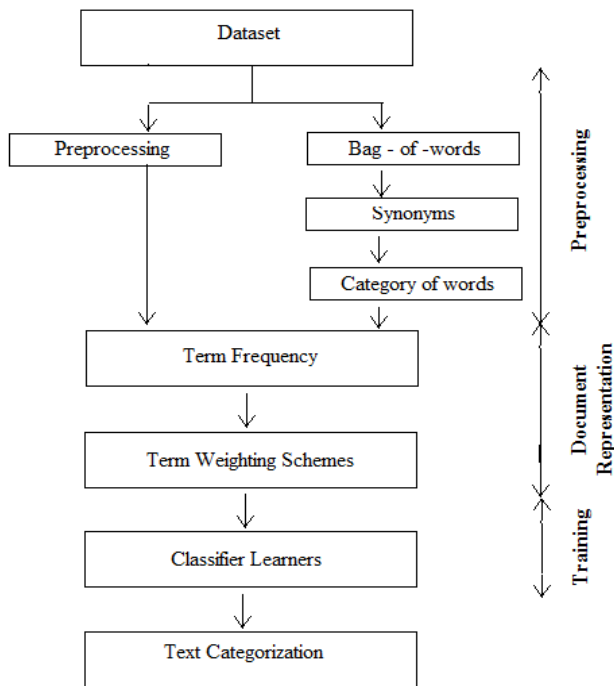 Dataset
Preprocessing
Bag - of -words
Synonyms
Category of words
Term Frequency
Term Weighting Schemes
Classifier Learners
Text Categorization
Preprocessing
Document
Representation
Training